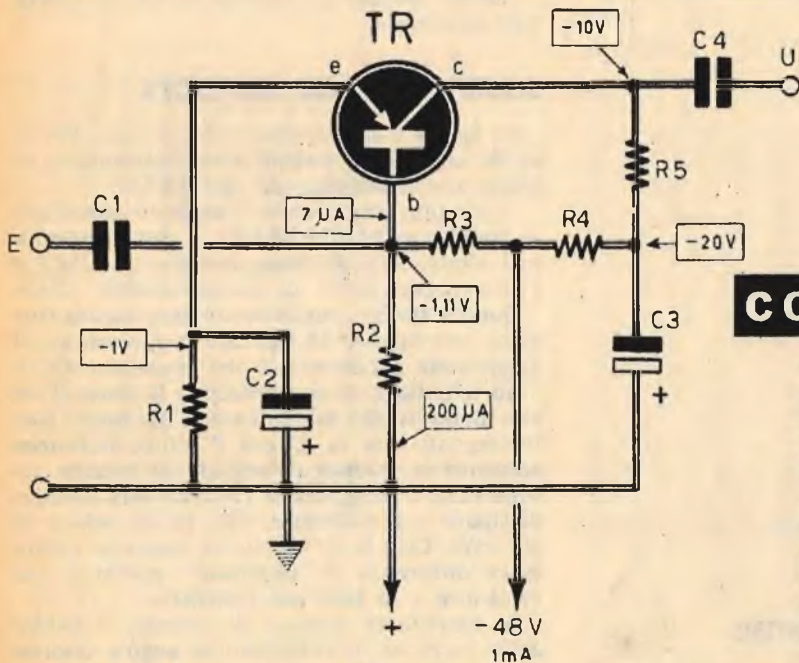 TR
-10V
C4
U
e
c
R5
C1
7 µA
b
R3
R4
E
-20V
-1,11V
CO
C3
-1V
R2
R1
C2
200 µA
+
+
+
-48V
1mA